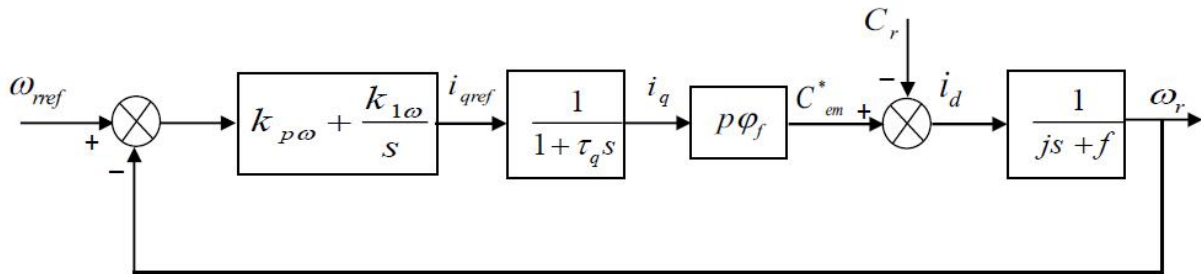 ω_rref
+
−
k_pω + k_1ω / s
i_qref
1 / 1 + τ_q s
i_q
pφ_f
C*_em
+
C_r
−
i_d
1 / js + f
ω_r